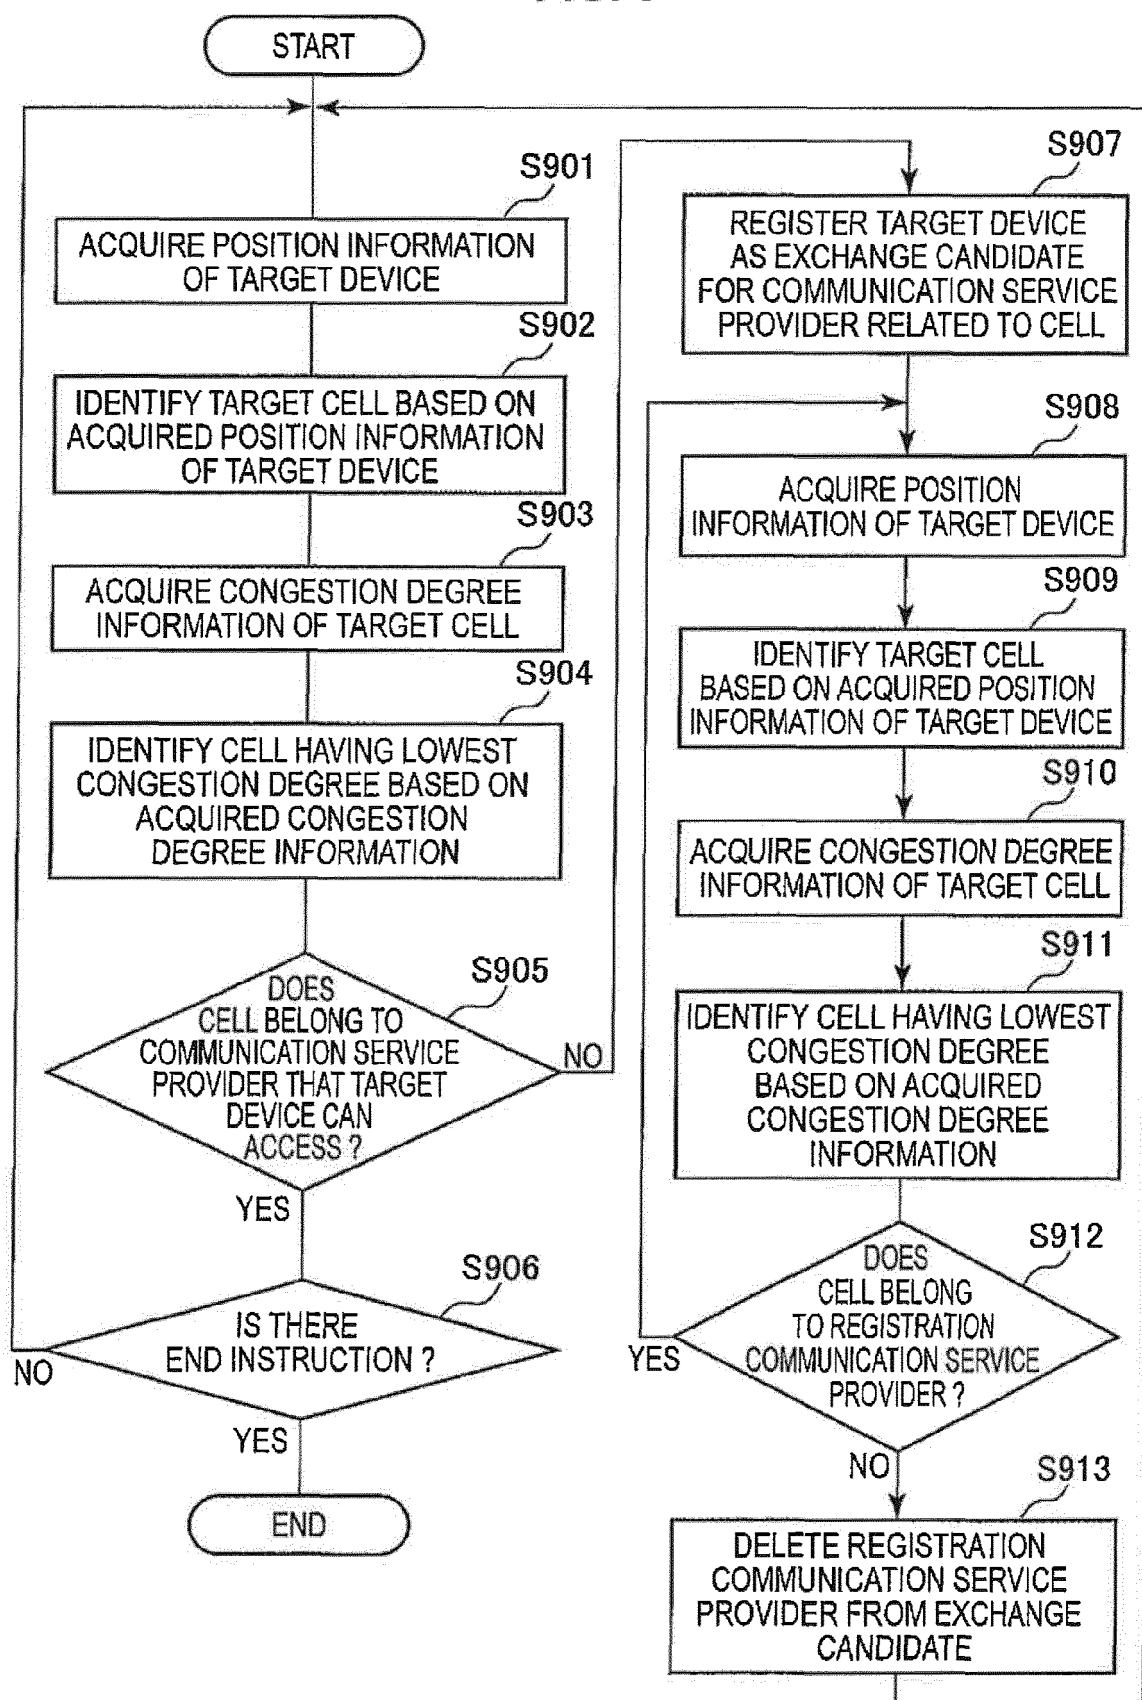 START
S901
ACQUIRE POSITION INFORMATION
OF TARGET DEVICE
S902
IDENTIFY TARGET CELL BASED ON
ACQUIRED POSITION INFORMATION
OF TARGET DEVICE
S903
ACQUIRE CONGESTION DEGREE
INFORMATION OF TARGET CELL
S904
IDENTIFY CELL HAVING LOWEST
CONGESTION DEGREE BASED ON
ACQUIRED CONGESTION
DEGREE INFORMATION
S905
DOES
CELL BELONG TO
COMMUNICATION SERVICE
PROVIDER THAT TARGET
DEVICE CAN
ACCESS ?
NO
YES
S906
IS THERE
END INSTRUCTION ?
NO
YES
END
S907
REGISTER TARGET DEVICE
AS EXCHANGE CANDIDATE
FOR COMMUNICATION SERVICE
PROVIDER RELATED TO CELL
S908
ACQUIRE POSITION
INFORMATION OF TARGET DEVICE
S909
IDENTIFY TARGET CELL
BASED ON ACQUIRED POSITION
INFORMATION OF TARGET DEVICE
S910
ACQUIRE CONGESTION DEGREE
INFORMATION OF TARGET CELL
S911
IDENTIFY CELL HAVING LOWEST
CONGESTION DEGREE
BASED ON ACQUIRED
CONGESTION DEGREE
INFORMATION
S912
DOES
CELL BELONG
TO REGISTRATION
COMMUNICATION SERVICE
PROVIDER ?
YES
NO
S913
DELETE REGISTRATION
COMMUNICATION SERVICE
PROVIDER FROM EXCHANGE
CANDIDATE